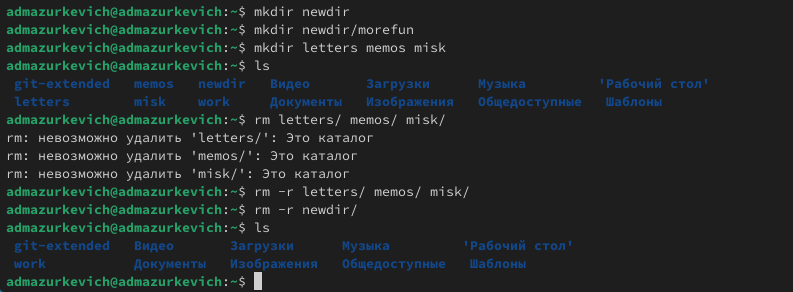 admazurkevich@admazurkevich:~$ mkdir newdir
admazurkevich@admazurkevich:~$ mkdir newdir/morefun
admazurkevich@admazurkevich:~$ mkdir letters memos misk
admazurkevich@admazurkevich:~$ ls
git-extended memos newdir Видео Загрузки Музыка 'Рабочий стол'
letters misk work Документы Изображения Общедоступные Шаблоны
admazurkevich@admazurkevich:~$ rm letters/ memos/ misk/
rm: невозможно удалить 'letters/': Это каталог
rm: невозможно удалить 'memos/': Это каталог
rm: невозможно удалить 'misk/': Это каталог
admazurkevich@admazurkevich:~$ rm -r letters/ memos/ misk/
admazurkevich@admazurkevich:~$ rm -r newdir/
admazurkevich@admazurkevich:~$ ls
git-extended Видео Загрузки Музыка 'Рабочий стол'
work Документы Изображения Общедоступные Шаблоны
admazurkevich@admazurkevich:~$